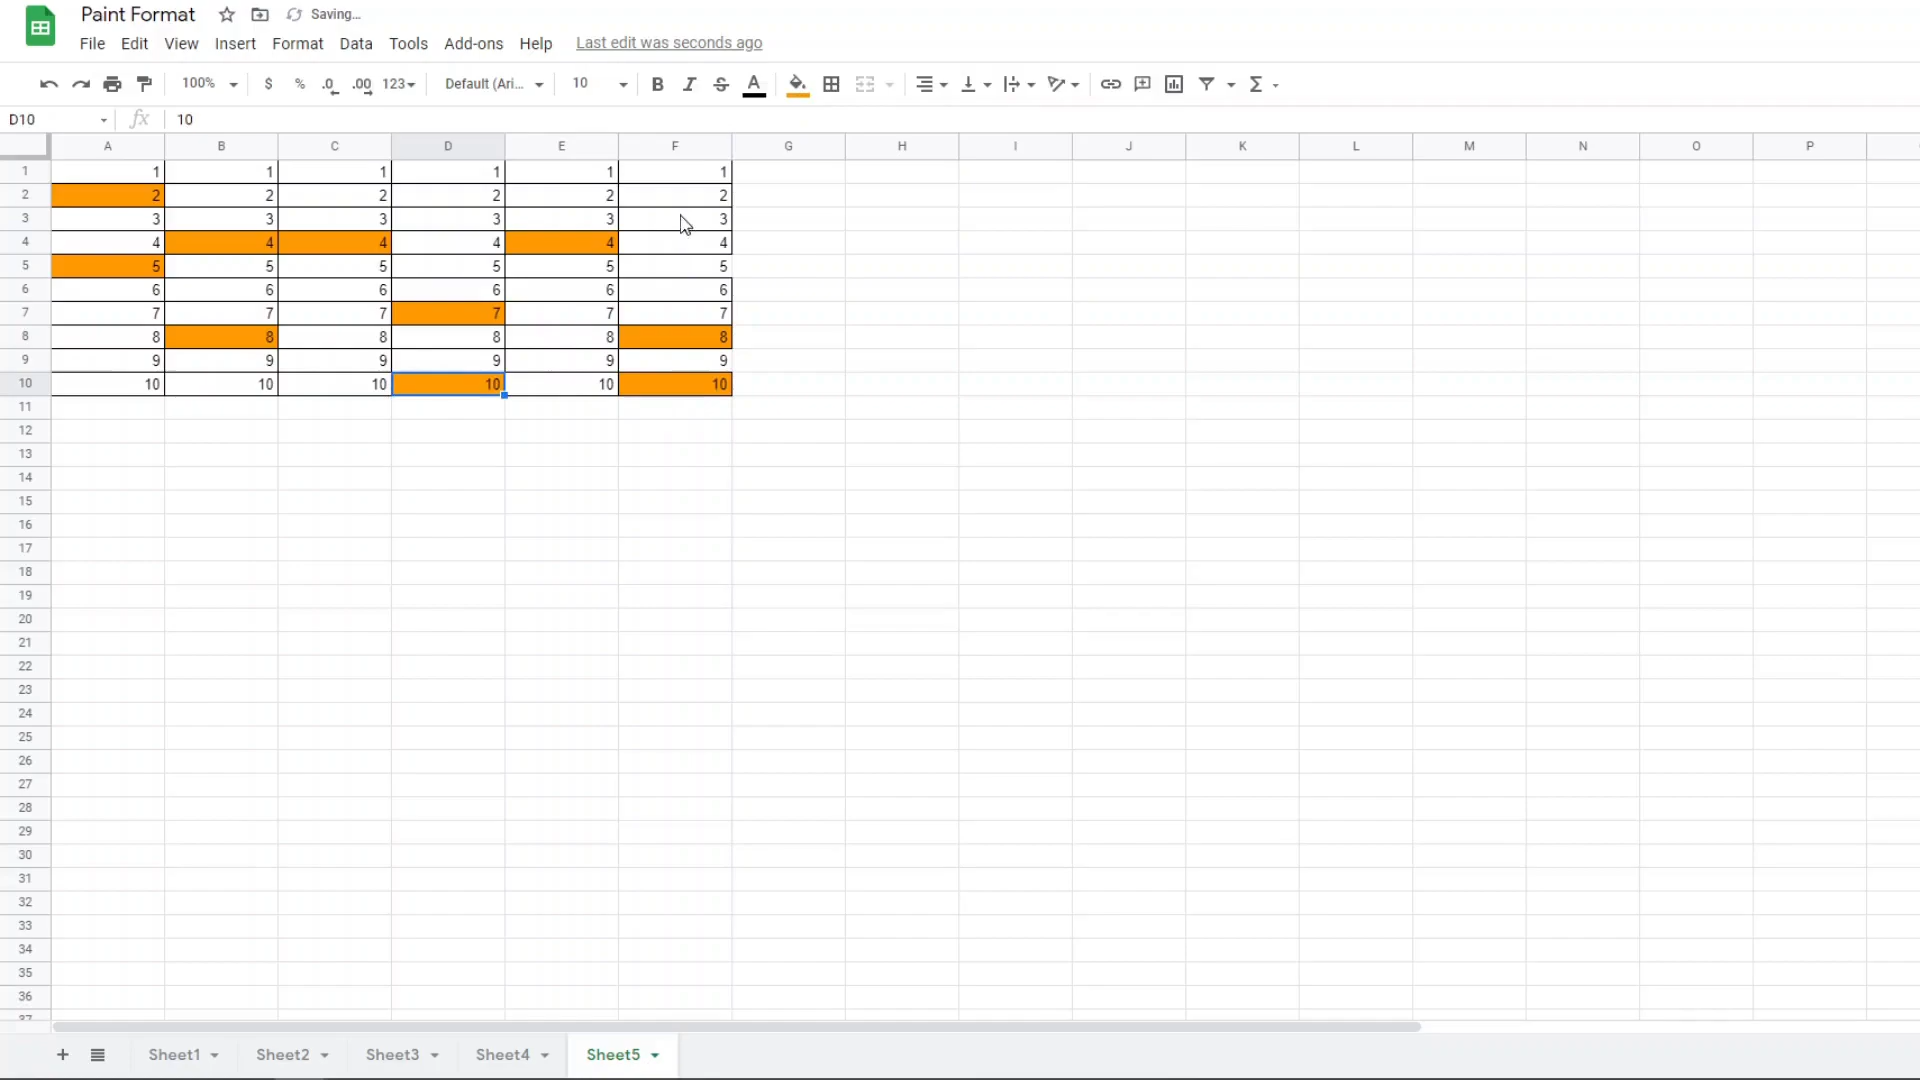 Paint Format Saving...
File Edit View Insert Format Data Tools Add-ons Help Last edit was seconds ago
100% $ % .0 .00 123 Default (Ari... 10 B I S A Σ
D10 fx 10
A B C D E F G H I J K L M N O P
1 1 1 1 1 1 1
2 2 2 2 2 2 2
3 3 3 3 3 3 3
4 4 4 4 4 4 4
5 5 5 5 5 5 5
6 6 6 6 6 6 6
7 7 7 7 7 7 7
8 8 8 8 8 8 8
9 9 9 9 9 9 9
10 10 10 10 10 10 10
11
12
13
14
15
16
17
18
19
20
21
22
23
24
25
26
27
28
29
30
31
32
33
34
35
36
37
+ Sheet1 Sheet2 Sheet3 Sheet4 Sheet5